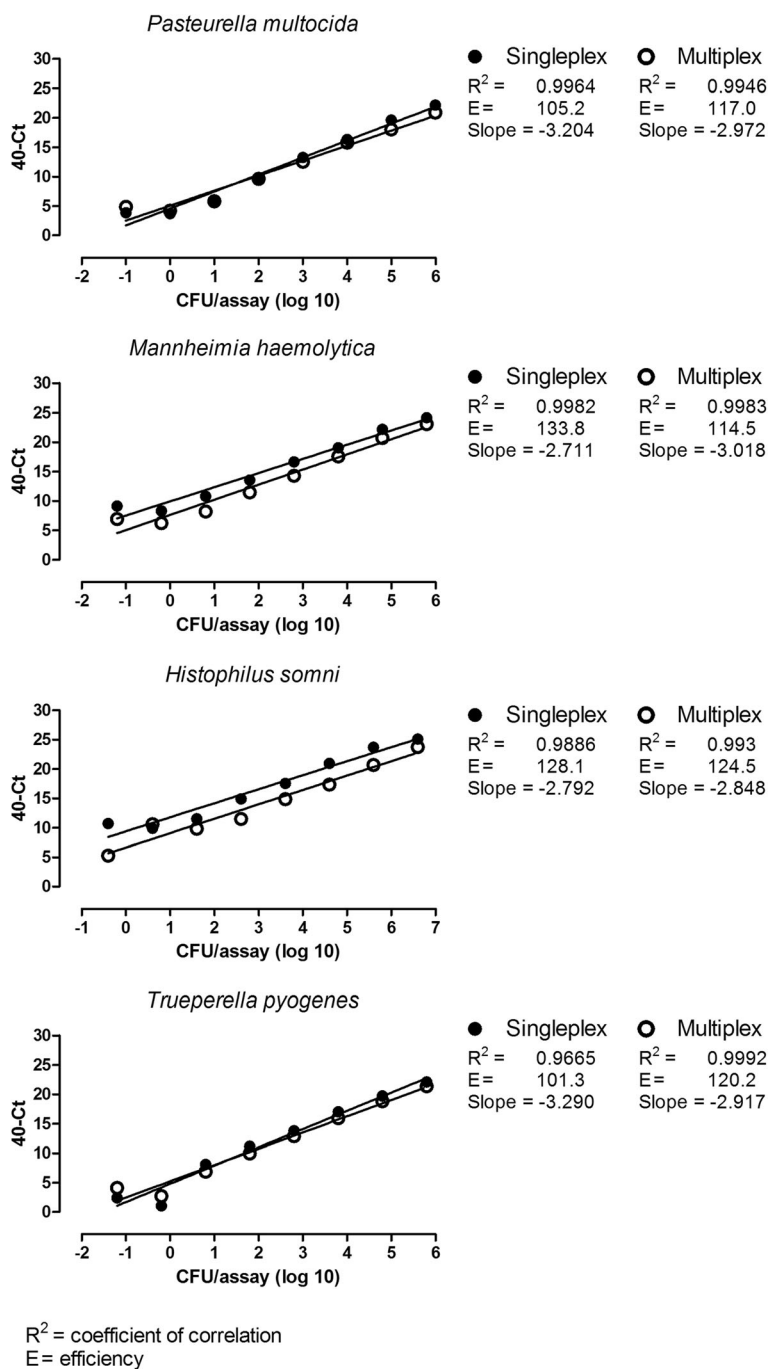 Pasteurella multocida
30
25
20
15
10
5
0
40-Ct
-2 -1 0 1 2 3 4 5 6
CFU/assay (log 10)
● Singleplex ○ Multiplex
R² = 0.9964 R² = 0.9946
E= 105.2 E= 117.0
Slope = -3.204 Slope = -2.972
Mannheimia haemolytica
30
25
20
15
10
5
0
40-Ct
-2 -1 0 1 2 3 4 5 6
CFU/assay (log 10)
● Singleplex ○ Multiplex
R² = 0.9982 R² = 0.9983
E= 133.8 E= 114.5
Slope = -2.711 Slope = -3.018
Histophilus somni
30
25
20
15
10
5
0
40-Ct
-1 0 1 2 3 4 5 6 7
CFU/assay (log 10)
● Singleplex ○ Multiplex
R² = 0.9886 R² = 0.993
E= 128.1 E= 124.5
Slope = -2.792 Slope = -2.848
Trueperella pyogenes
30
25
20
15
10
5
0
40-Ct
-2 -1 0 1 2 3 4 5 6
CFU/assay (log 10)
● Singleplex ○ Multiplex
R² = 0.9665 R² = 0.9992
E= 101.3 E= 120.2
Slope = -3.290 Slope = -2.917
R² = coefficient of correlation
E = efficiency